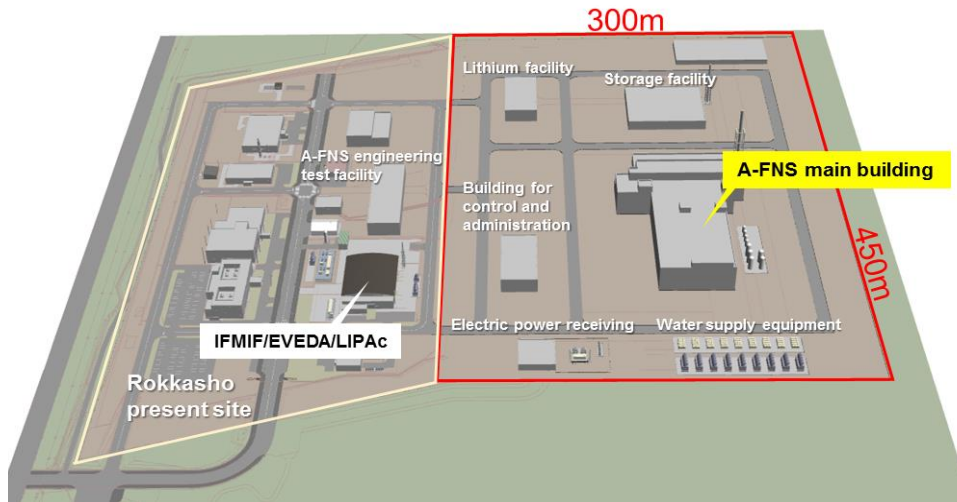 300m
Lithium facility
Storage facility
A-FNS engineering
test facility
A-FNS main building
Building for
control and
administration
450m
IFMIF/EVEDA/LIPAc
Electric power receiving
Water supply equipment
Rokkasho
present site